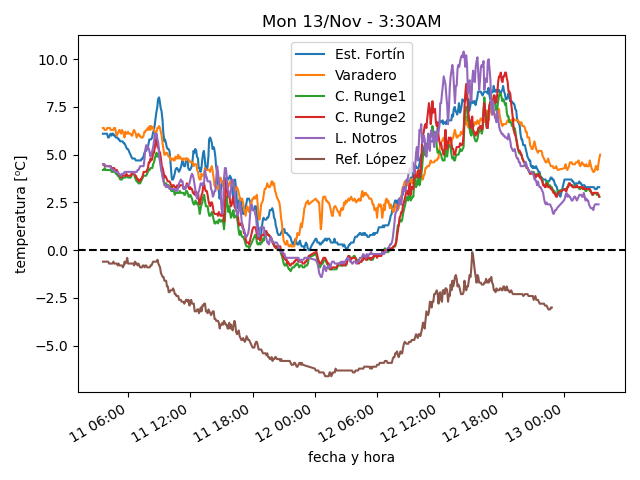 Mon 13/Nov - 3:30AM
temperatura [ºC]
10.0
7.5
5.0
2.5
0.0
−2.5
−5.0
Est. Fortín
Varadero
C. Runge1
C. Runge2
L. Notros
Ref. López
11 06:00
11 12:00
11 18:00
12 00:00
12 06:00
12 12:00
12 18:00
13 00:00
fecha y hora